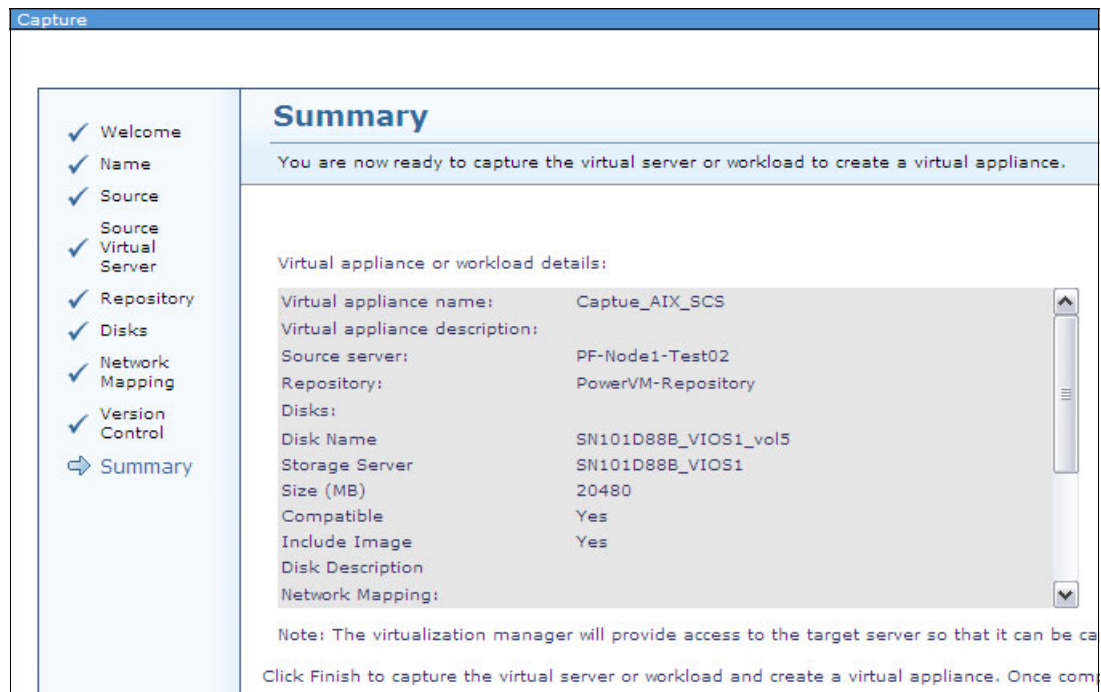 Capture
Welcome
Name
Source
Source
Virtual
Server
Repository
Disks
Network
Mapping
Version
Control
Summary
Summary
You are now ready to capture the virtual server or workload to create a virtual appliance.
Virtual appliance or workload details:
Virtual appliance name: Captue_AIX_SCS
Virtual appliance description:
Source server: PF-Node1-Test02
Repository: PowerVM-Repository
Disks:
Disk Name SN101D88B_VIOS1_vol5
Storage Server SN101D88B_VIOS1
Size (MB) 20480
Compatible Yes
Include Image Yes
Disk Description
Network Mapping:
Note: The virtualization manager will provide access to the target server so that it can be ca
Click Finish to capture the virtual server or workload and create a virtual appliance. Once comp